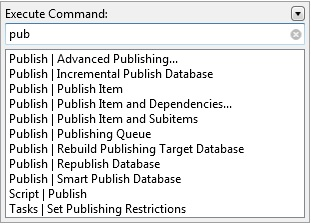 Execute Command:
pub
Publish | Advanced Publishing...
Publish | Incremental Publish Database
Publish | Publish Item
Publish | Publish Item and Dependencies...
Publish | Publish Item and Subitems
Publish | Publishing Queue
Publish | Rebuild Publishing Target Database
Publish | Republish Database
Publish | Smart Publish Database
Script | Publish
Tasks | Set Publishing Restrictions